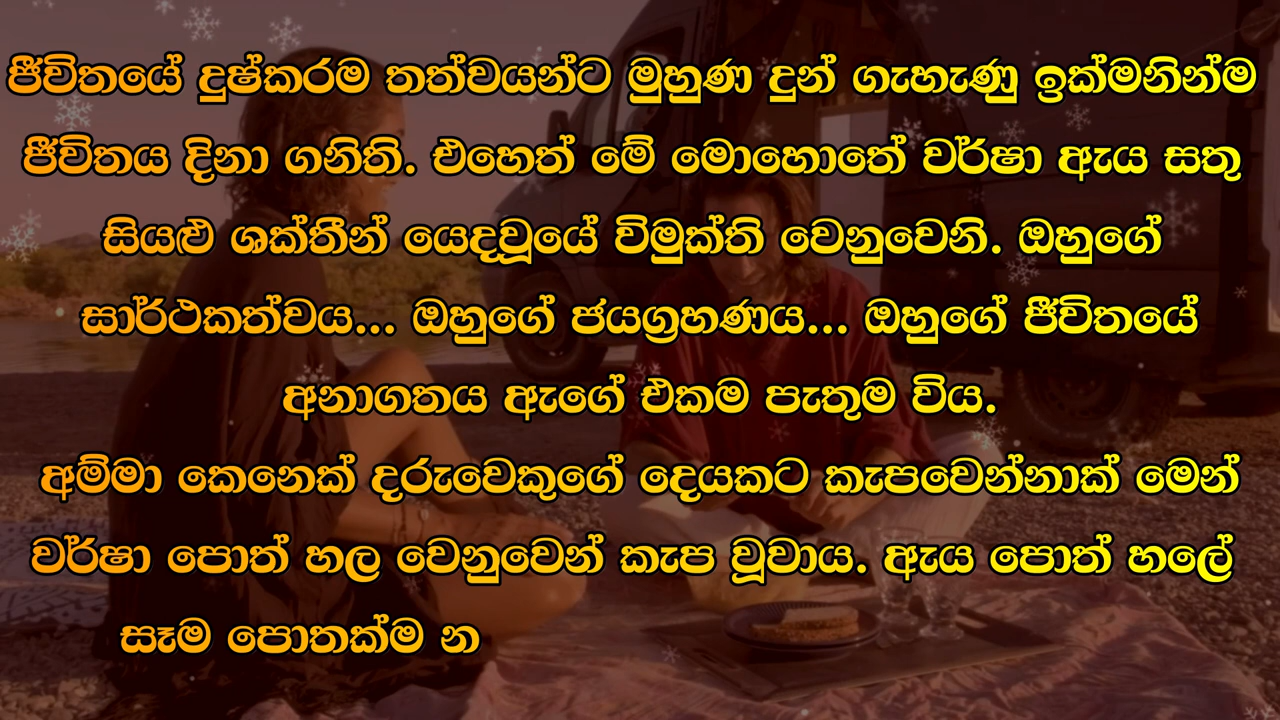 ජීවිතයේ දුෂ්කරම තත්වයන්ට මුහුණ දුන් ගැහැණු ඉක්මනින්ම
ජීවිතය දිනා ගනිති. එහෙත් මේ මොහොතේ වර්ෂා ඇය සතු
සියළු ශක්තීන් යෙදවූයේ විමුක්ති වෙනුවෙනි. ඔහුගේ
සාර්ථකත්වය... ඔහුගේ ජයග්‍රහණය... ඔහුගේ ජීවිතයේ
අනාගතය ඇගේ එකම පැතුම විය.
අම්මා කෙනෙක් දරුවෙකුගේ දෙයකට කැපවෙන්නාක් මෙන්
වර්ෂා පොත් හල වෙනුවෙන් කැප වූවාය. ඇය පොත් හලේ
සෑම පොතක්ම න